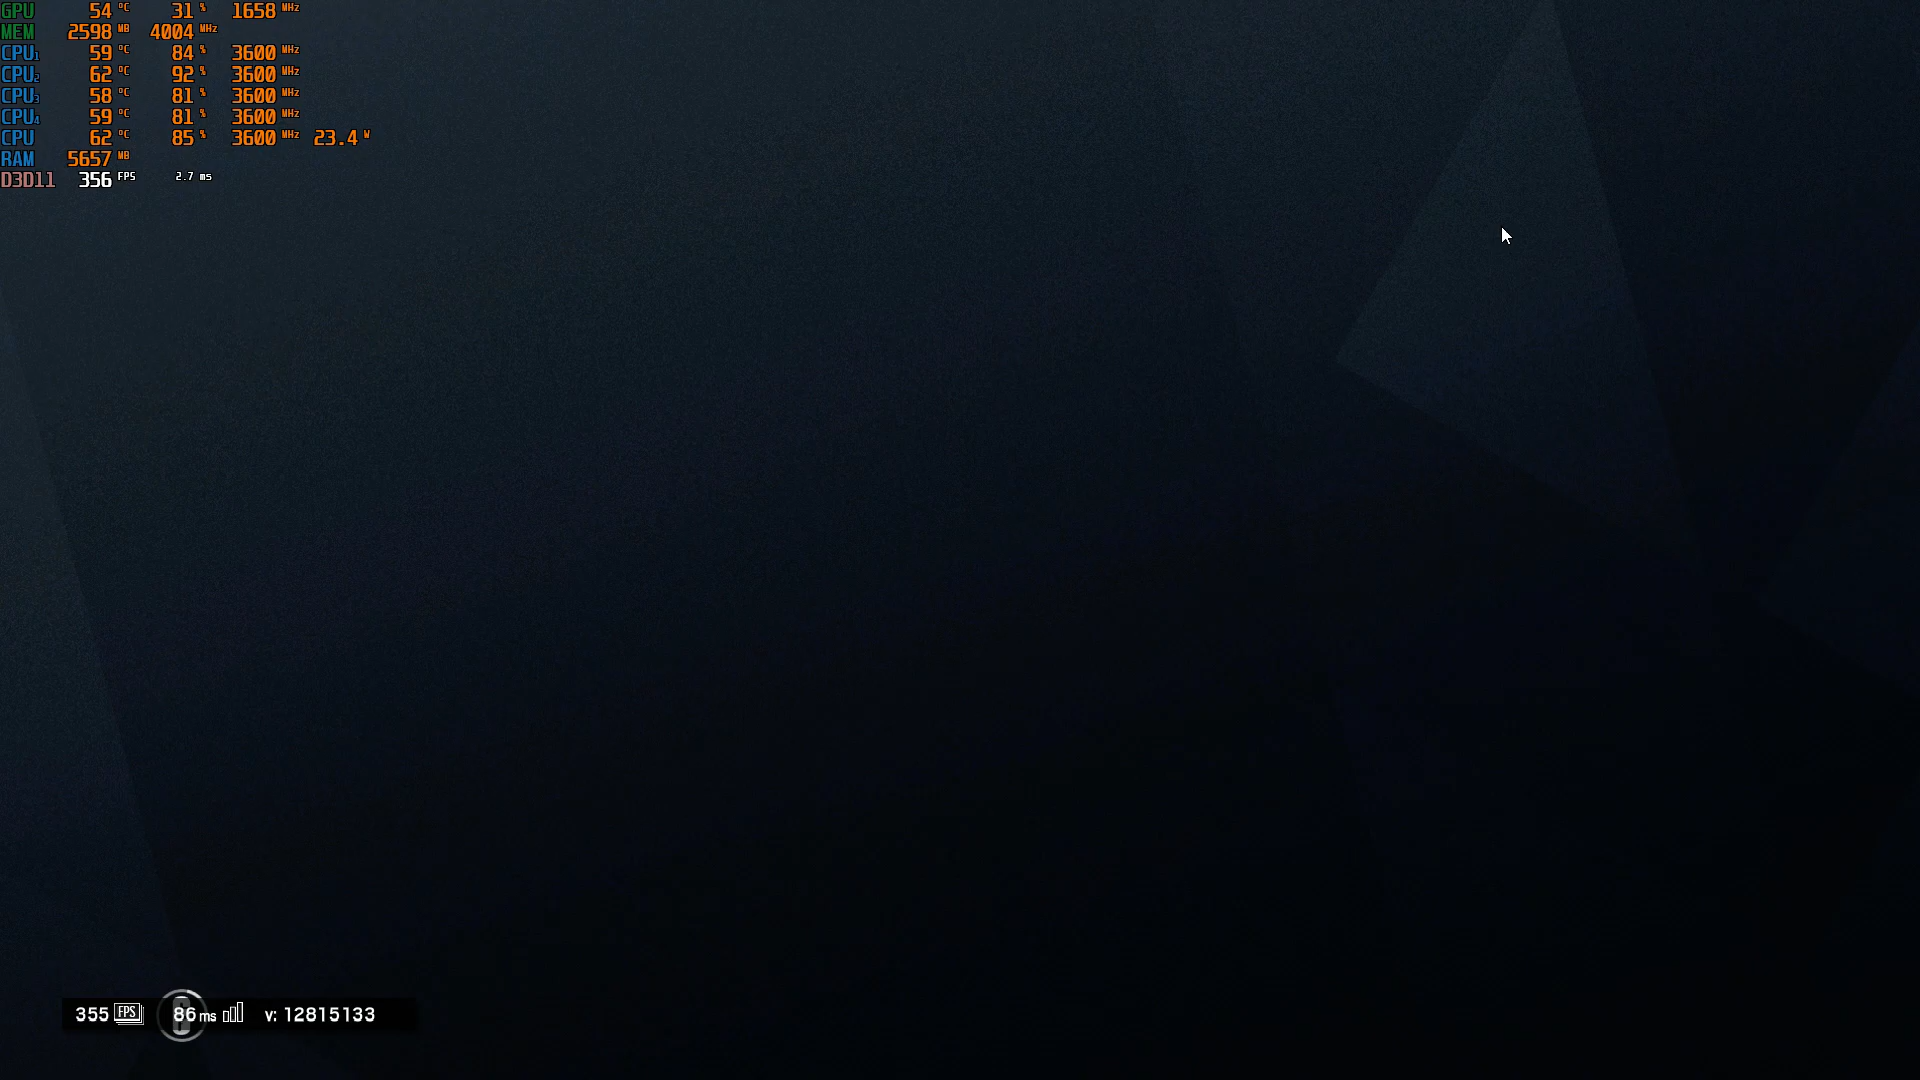 GPU 54 °C 31 % 1658 MHz
MEM 2598 MB 4004 MHz
CPU1 59 °C 84 % 3600 MHz
CPU2 62 °C 92 % 3600 MHz
CPU3 58 °C 81 % 3600 MHz
CPU4 59 °C 81 % 3600 MHz
CPU 62 °C 85 % 3600 MHz 23.4 W
RAM 5657 MB
D3D11 356 FPS 2.7 ms
355 FPS 86 ms v: 12815133